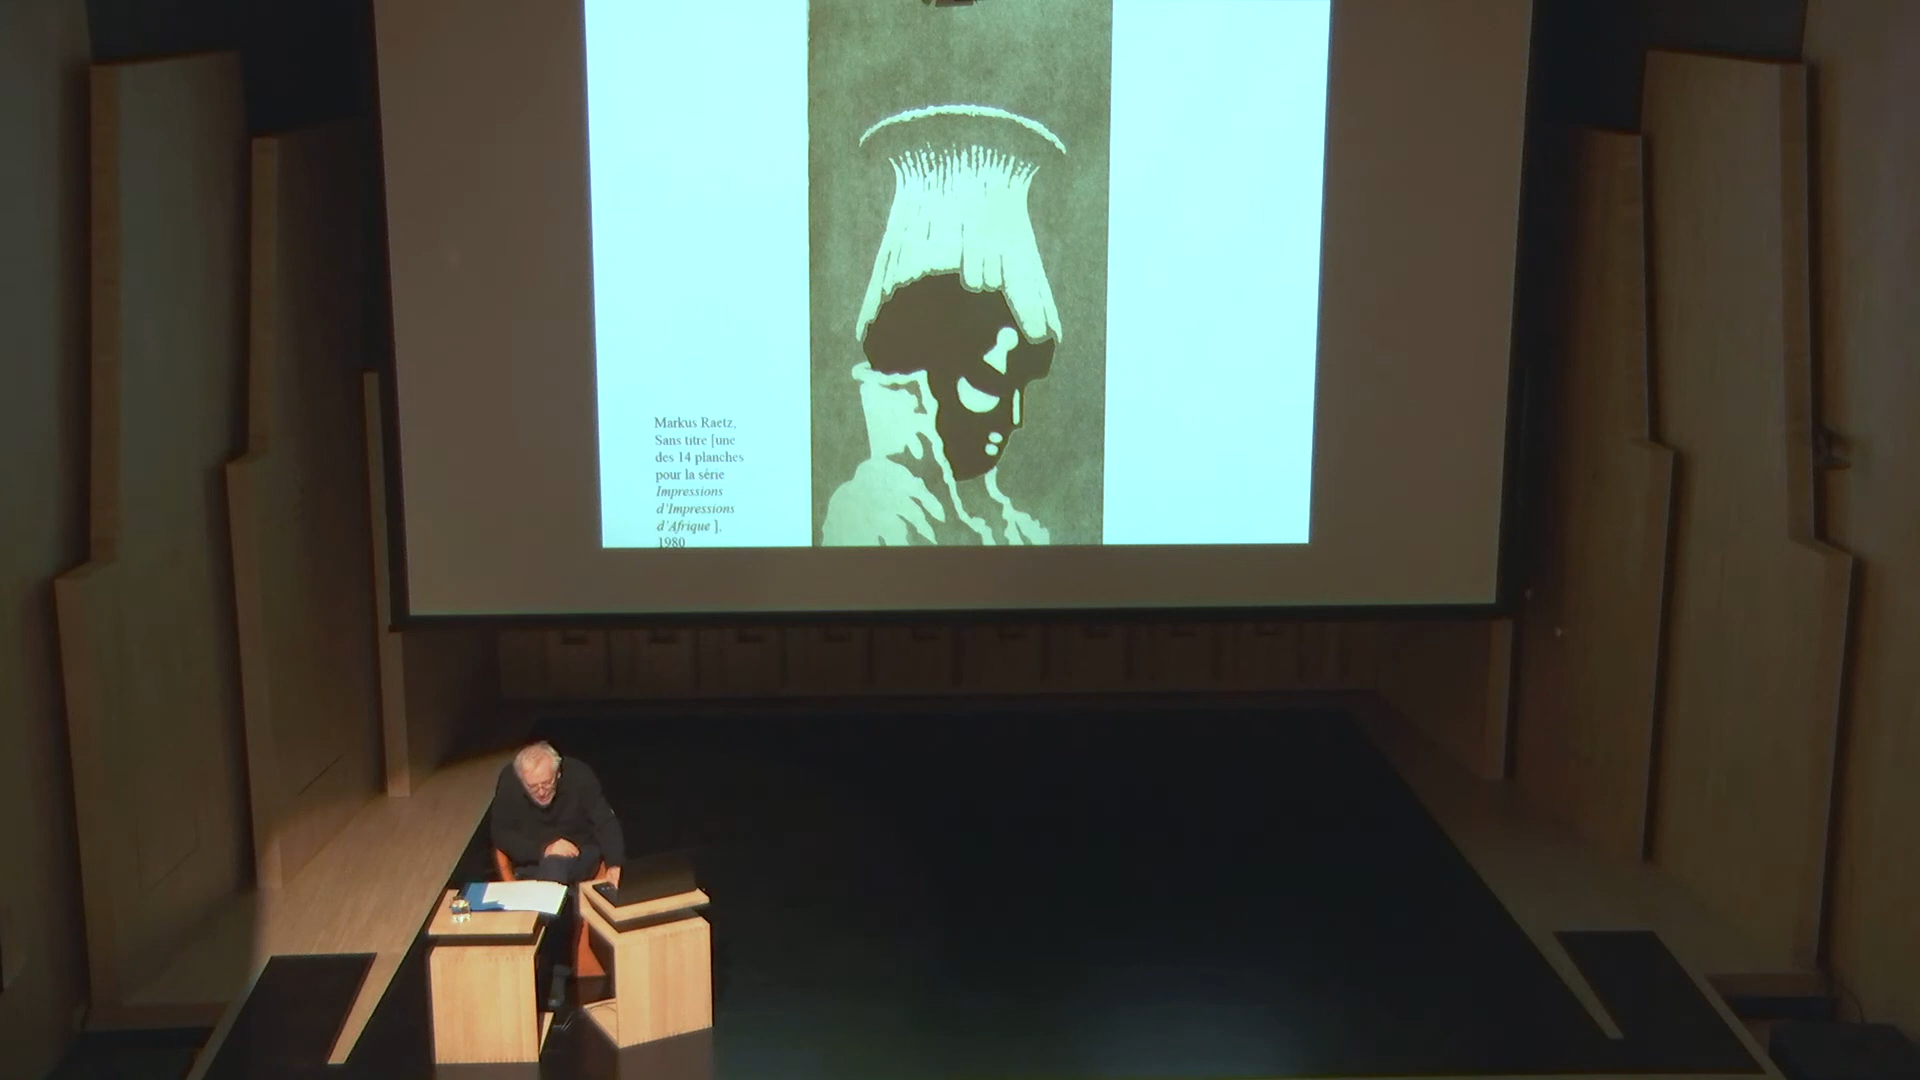 Markus Raetz,
Sans titre [une
des 14 planches
pour la série
Impressions
d'Impressions
d'Afrique ],
1980